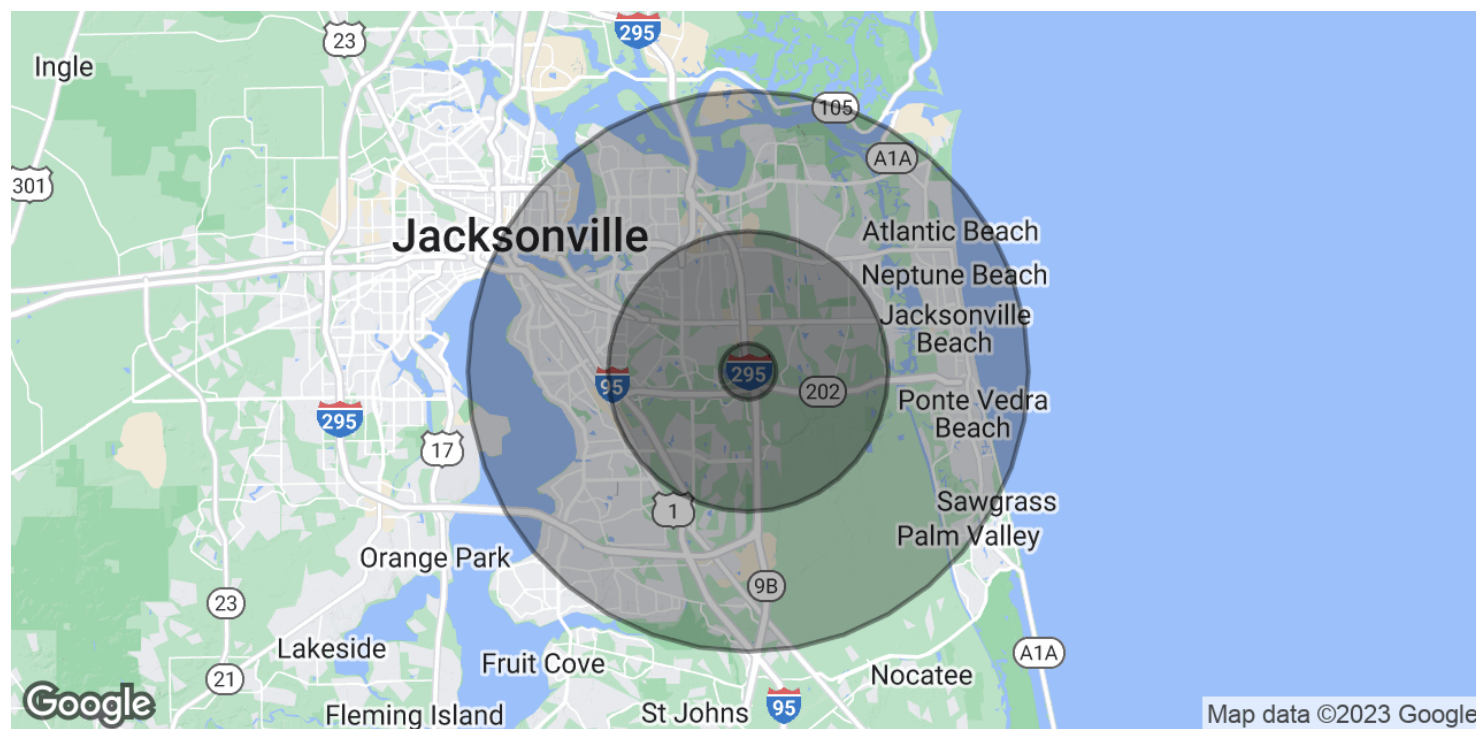 295
23
Ingle
105
A1A
301
Jacksonville
Atlantic Beach
Neptune Beach
Jacksonville
Beach
295
95
202
295
Ponte Vedra
Beach
17
Sawgrass
1
Palm Valley
Orange Park
9B
23
Lakeside
Fruit Cove
A1A
Nocatee
21
Google
Fleming Island
St Johns
95
Map data ©2023 Google